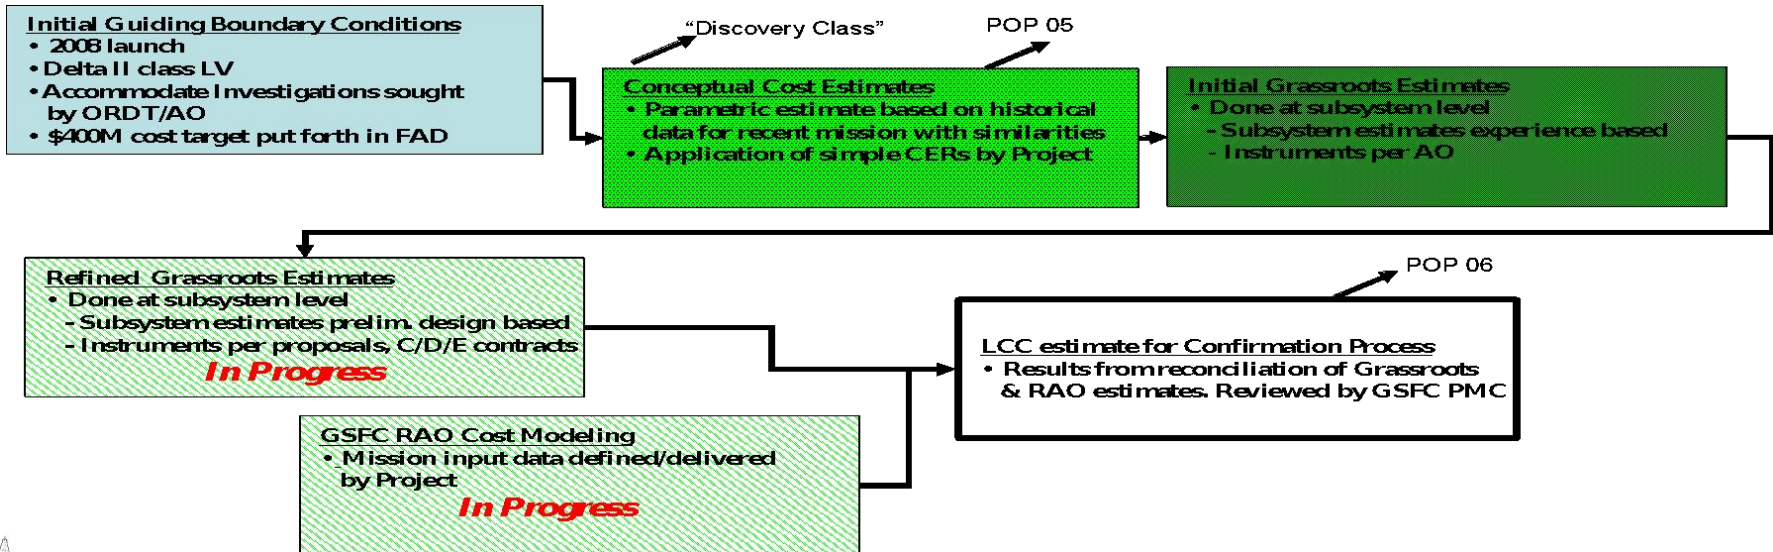 Initial Guiding Boundary Conditions
• 2008 launch
• Delta II class LV
• Accommodate Investigations sought
by ORDT/AO
• $400M cost target put forth in FAD
"Discovery Class"
POP 05
Conceptual Cost Estimates
• Parametric estimate based on historical
data for recent mission with similarities
• Application of simple CERs by Project
Initial Grassroots Estimates
• Done at subsystem level
- Subsystem estimates experience based
- Instruments per AO
Refined Grassroots Estimates
• Done at subsystem level
- Subsystem estimates prelim. design based
- Instruments per proposals, C/D/E contracts
In Progress
GSFC RAO Cost Modeling
• Mission input data defined/delivered
by Project
In Progress
POP 06
LCC estimate for Confirmation Process
• Results from reconciliation of Grassroots
& RAO estimates. Reviewed by GSFC PMC